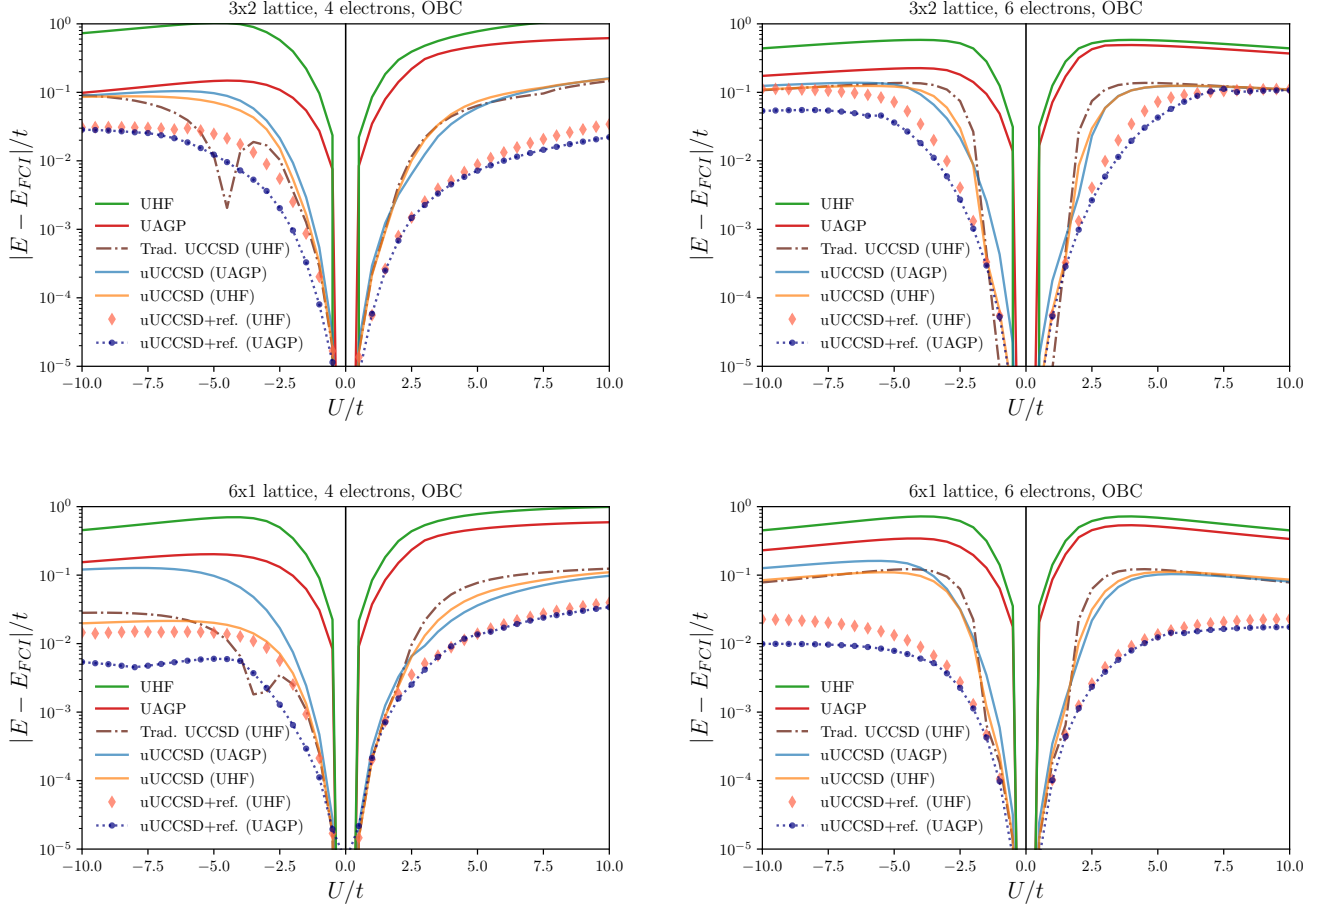 3x2 lattice, 4 electrons, OBC
|E − E_{FCI}|/t
10^0
10^{−1}
10^{−2}
10^{−3}
10^{−4}
10^{−5}
UHF
UAGP
Trad. UCCSD (UHF)
uUCCSD (UAGP)
uUCCSD (UHF)
uUCCSD+ref. (UHF)
uUCCSD+ref. (UAGP)
−10.0 −7.5 −5.0 −2.5 0.0 2.5 5.0 7.5 10.0
U/t
3x2 lattice, 6 electrons, OBC
|E − E_{FCI}|/t
10^0
10^{−1}
10^{−2}
10^{−3}
10^{−4}
10^{−5}
UHF
UAGP
Trad. UCCSD (UHF)
uUCCSD (UAGP)
uUCCSD (UHF)
uUCCSD+ref. (UHF)
uUCCSD+ref. (UAGP)
−10.0 −7.5 −5.0 −2.5 0.0 2.5 5.0 7.5 10.0
U/t
6x1 lattice, 4 electrons, OBC
|E − E_{FCI}|/t
10^0
10^{−1}
10^{−2}
10^{−3}
10^{−4}
10^{−5}
UHF
UAGP
Trad. UCCSD (UHF)
uUCCSD (UAGP)
uUCCSD (UHF)
uUCCSD+ref. (UHF)
uUCCSD+ref. (UAGP)
−10.0 −7.5 −5.0 −2.5 0.0 2.5 5.0 7.5 10.0
U/t
6x1 lattice, 6 electrons, OBC
|E − E_{FCI}|/t
10^0
10^{−1}
10^{−2}
10^{−3}
10^{−4}
10^{−5}
UHF
UAGP
Trad. UCCSD (UHF)
uUCCSD (UAGP)
uUCCSD (UHF)
uUCCSD+ref. (UHF)
uUCCSD+ref. (UAGP)
−10.0 −7.5 −5.0 −2.5 0.0 2.5 5.0 7.5 10.0
U/t